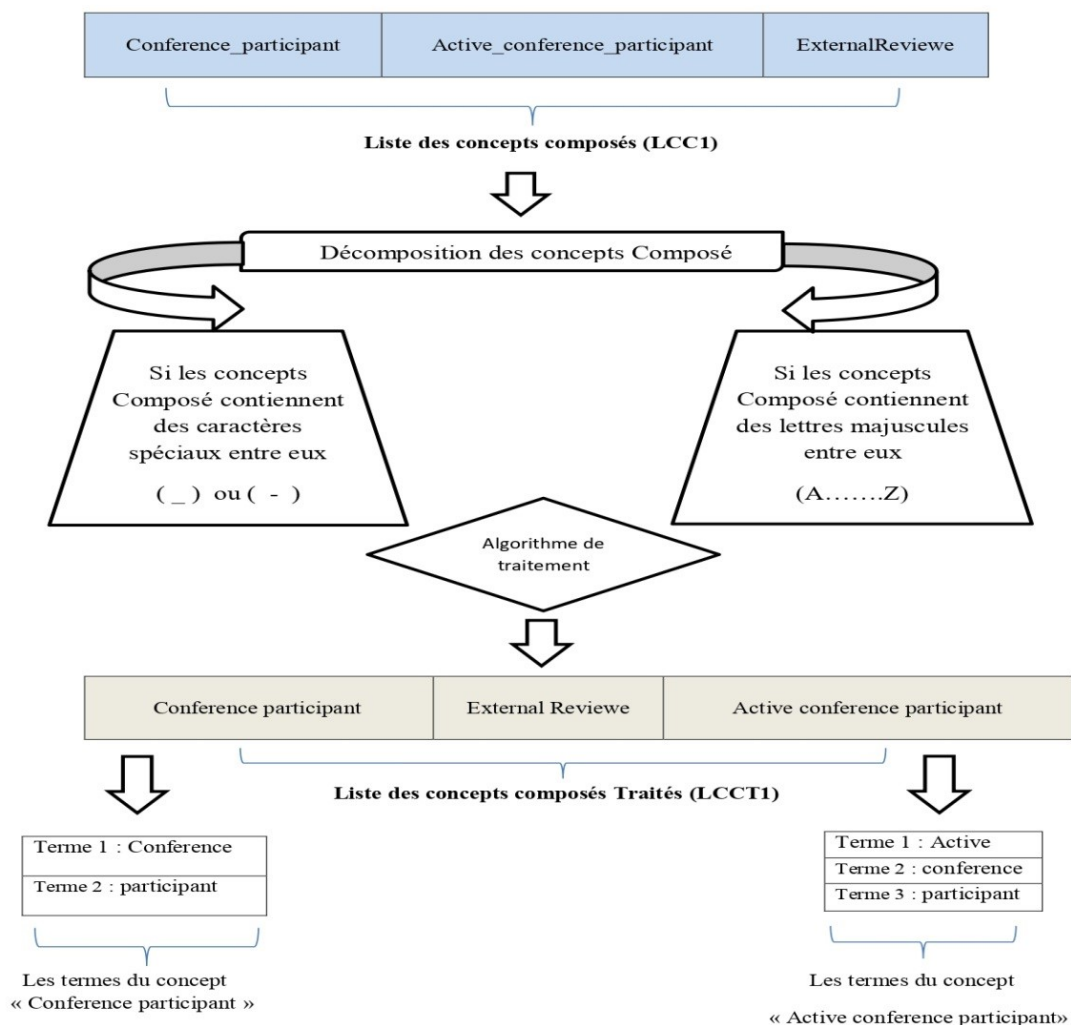 Conference_participant
Active_conference_participant
ExternalReviewe
Liste des concepts composés (LCC1)
Décomposition des concepts Composé
Si les concepts
Composé contiennent
des caractères
spéciaux entre eux
( _ ) ou ( - )
Si les concepts
Composé contiennent
des lettres majuscules
entre eux
(A…….Z)
Algorithme de
traitement
Conference participant
External Reviewe
Active conference participant
Liste des concepts composés Traités (LCCT1)
Terme 1 : Conference
Terme 2 : participant
Les termes du concept
« Conference participant »
Terme 1 : Active
Terme 2 : conference
Terme 3 : participant
Les termes du concept
« Active conference participant»